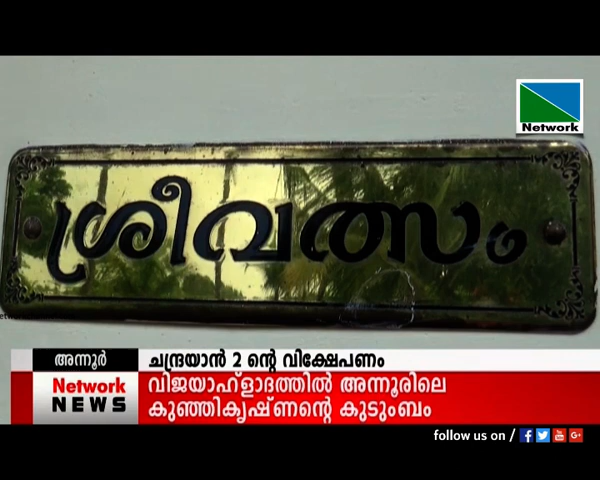 Network
ശ്രീവത്സം
അന്നൂർ
ചന്ദ്രയാൻ 2 ന്റെ വിക്ഷേപണം
Network
NEWS
വിജയാഹ്ളാദത്തിൽ അന്നൂരിലെ
കുഞ്ഞികൃഷ്ണന്റെ കുടുംബം
follow us on /